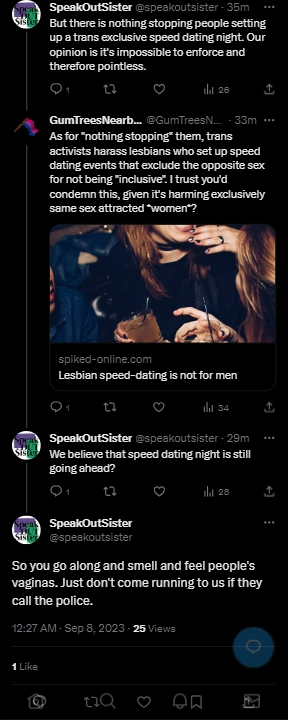 SpeakOutSister @speakoutsister · 35m
But there is nothing stopping people setting
up a trans exclusive speed dating night. Our
opinion is it's impossible to enforce and
therefore pointless.
1 26
GumTreesNearb... @GumTreesN... · 33m
As for "nothing stopping" them, trans
activists harass lesbians who set up speed
dating events that exclude the opposite sex
for not being "inclusive". I trust you'd
condemn this, given it's harming exclusively
same sex attracted *women*?
spiked-online.com
Lesbian speed-dating is not for men
1 34
SpeakOutSister @speakoutsister · 29m
We believe that speed dating night is still
going ahead?
1 28
SpeakOutSister
@speakoutsister
So you go along and smell and feel people's
vaginas. Just don't come running to us if they
call the police.
12:27 AM · Sep 8, 2023 · 25 Views
1 Like